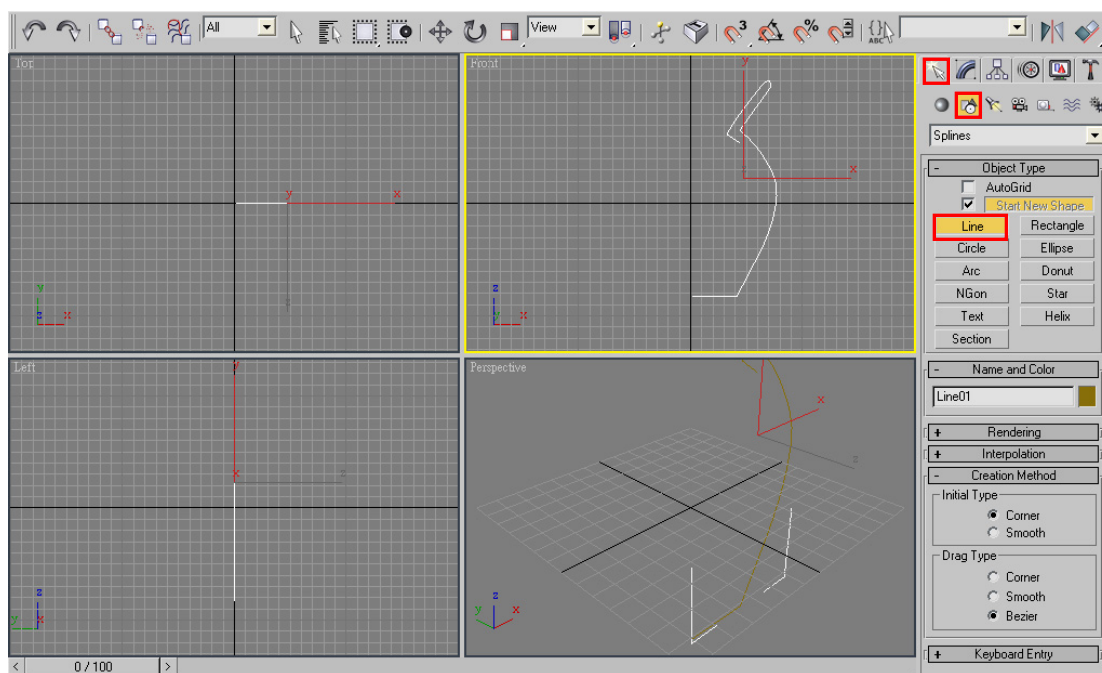 All
View
ABC
Top
y
x
z
y
z
x
Front
y
x
z
y
x
Splines
- Object Type
AutoGrid
Start New Shape
Line Rectangle
Circle Ellipse
Arc Donut
NGon Star
Text Helix
Section
Left
y
x
z
z
y
x
Perspective
x
z
z
y
x
- Name and Color
Line01
+ Rendering
+ Interpolation
- Creation Method
Initial Type
Corner
Smooth
Drag Type
Corner
Smooth
Bezier
+ Keyboard Entry
< 0 / 100 >